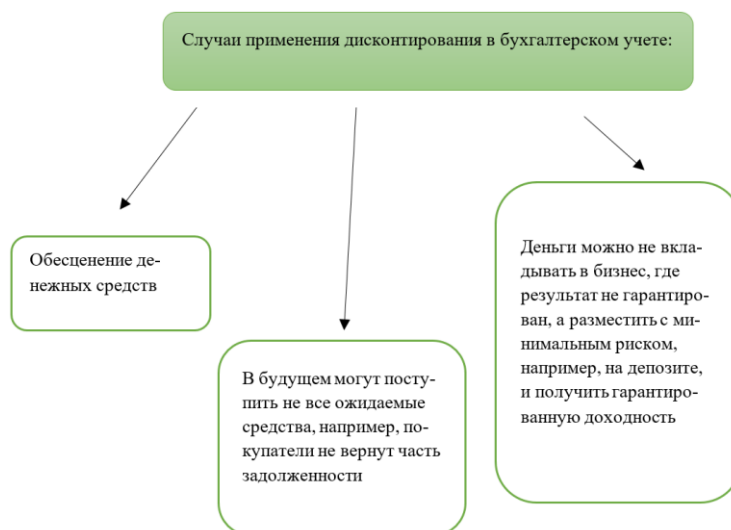 Случаи применения дисконтирования в бухгалтерском учете:
Обесценение де-
нежных средств
В будущем могут посту-
пить не все ожидаемые
средства, например, по-
купатели не вернут часть
задолженности
Деньги можно не вкла-
дывать в бизнес, где
результат не гарантиро-
ван, а разместить с ми-
нимальным риском,
например, на депозите,
и получить гарантиро-
ванную доходность